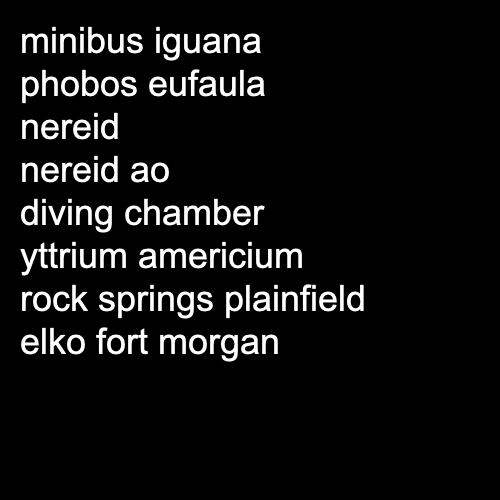 minibus iguana
phobos eufaula
nereid
nereid ao
diving chamber
yttrium americium
rock springs plainfield
elko fort morgan